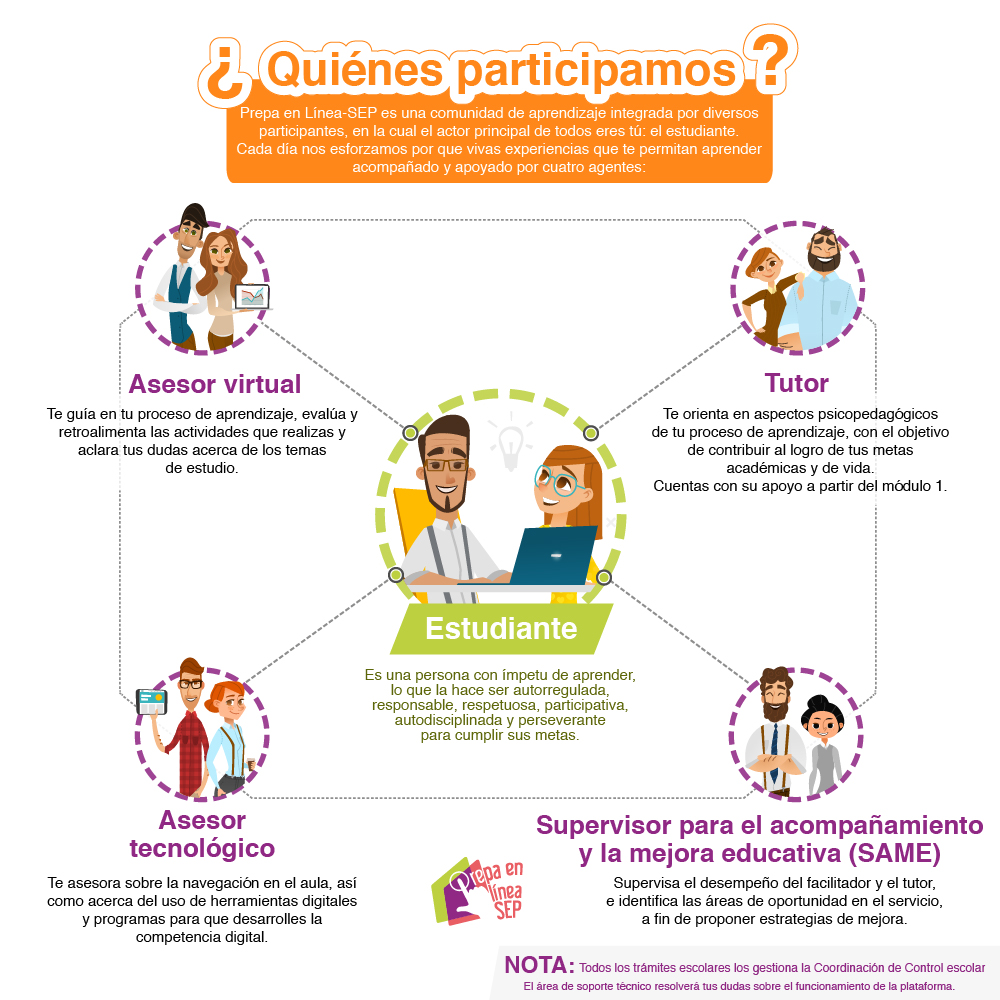 ¿Quiénes participamos?
Prepa en Línea-SEP es una comunidad de aprendizaje integrada por diversos
participantes, en la cual el actor principal de todos eres tú: el estudiante.
Cada día nos esforzamos por que vivas experiencias que te permitan aprender
acompañado y apoyado por cuatro agentes:
Asesor virtual
Te guía en tu proceso de aprendizaje, evalúa y
retroalimenta las actividades que realizas y
aclara tus dudas acerca de los temas
de estudio.
Tutor
Te orienta en aspectos psicopedagógicos
de tu proceso de aprendizaje, con el objetivo
de contribuir al logro de tus metas
académicas y de vida.
Cuentas con su apoyo a partir del módulo 1.
Estudiante
Es una persona con ímpetu de aprender,
lo que la hace ser autorregulada,
responsable, respetuosa, participativa,
autodisciplinada y perseverante
para cumplir sus metas.
Asesor
tecnológico
Te asesora sobre la navegación en el aula, así
como acerca del uso de herramientas digitales
y programas para que desarrolles la
competencia digital.
Supervisor para el acompañamiento
y la mejora educativa (SAME)
Supervisa el desempeño del facilitador y el tutor,
e identifica las áreas de oportunidad en el servicio,
a fin de proponer estrategias de mejora.
Prepa en
línea
SEP
NOTA: Todos los trámites escolares los gestiona la Coordinación de Control escolar
El área de soporte técnico resolverá tus dudas sobre el funcionamiento de la plataforma.